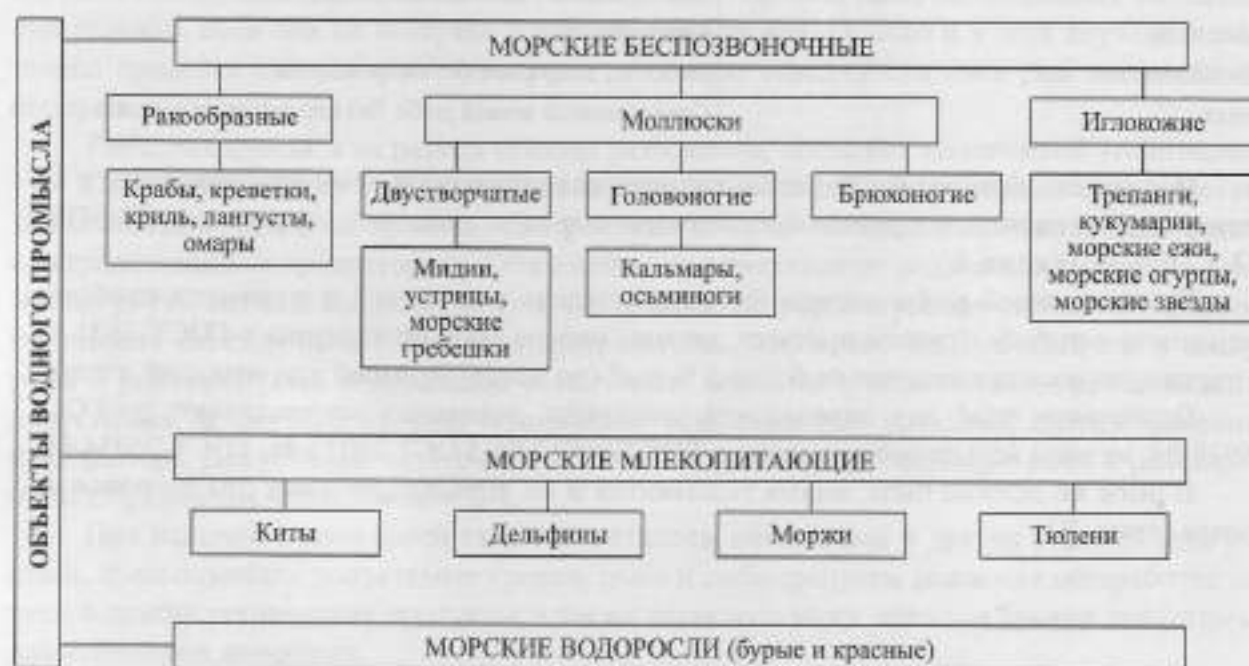 ОБЪЕКТЫ ВОДНОГО ПРОМЫСЛА
МОРСКИЕ БЕСПОЗВОНОЧНЫЕ
Ракообразные
Моллюски
Иглокожие
Крабы, креветки,
криль, лангусты,
омары
Двустворчатые
Головоногие
Брюхоногие
Трепанги,
кукумарии,
морские ежи,
морские огурцы,
морские звезды
Мидии,
устрицы,
морские
гребешки
Кальмары,
осьминоги
МОРСКИЕ МЛЕКОПИТАЮЩИЕ
Киты
Дельфины
Моржи
Тюлени
МОРСКИЕ ВОДОРОСЛИ (бурые и красные)